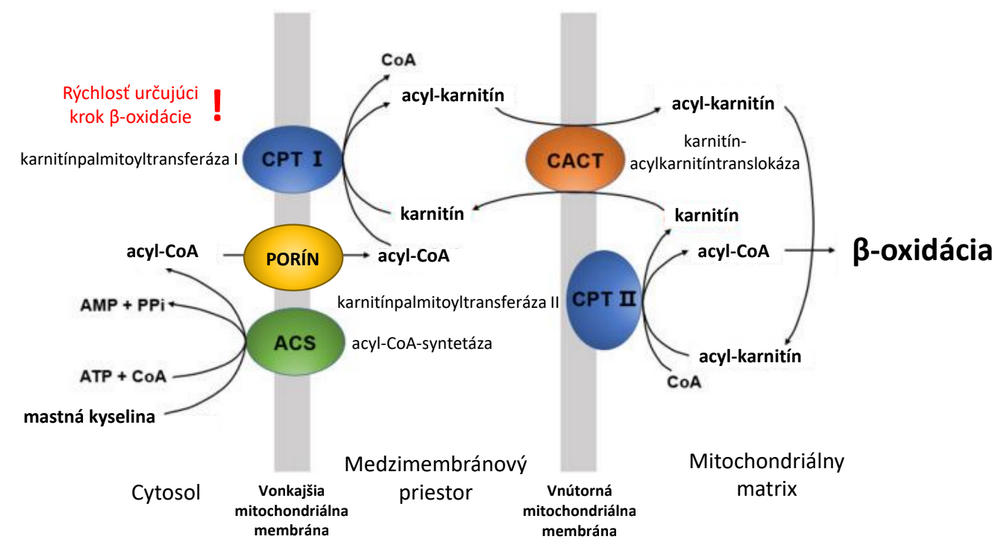 Rýchlosť určujúci
krok β-oxidácie
!
karnitínpalmitoyltransferáza I
CPT I
CoA
acyl-karnitín
karnitín
acyl-CoA
acyl-CoA
PORÍN
AMP + PPi
ACS
acyl-CoA-syntetáza
ATP + CoA
mastná kyselina
CACT
acyl-karnitín
karnitín-
acylkarnitíntranslokáza
karnitín
acyl-CoA
β-oxidácia
karnitínpalmitoyltransferáza II
CPT II
acyl-karnitín
CoA
Cytosol
Vonkajšia
mitochondriálna
membrána
Medzimembránový
priestor
Vnútorná
mitochondriálna
membrána
Mitochondriálny
matrix